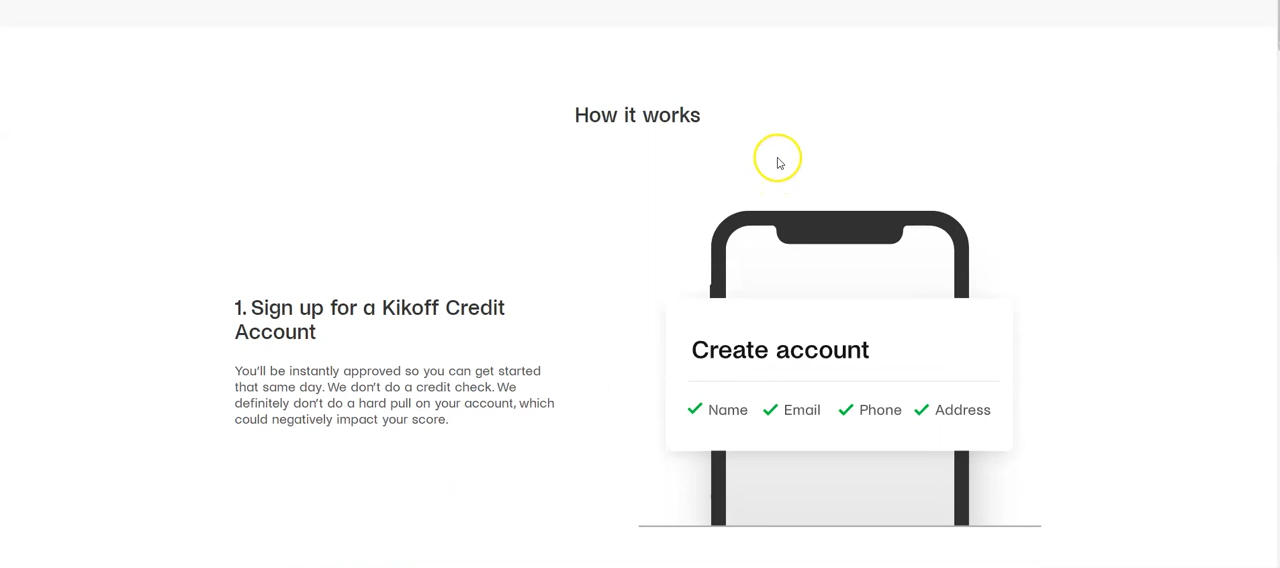 How it works
1. Sign up for a Kikoff Credit
Account
You'll be instantly approved so you can get started
that same day. We don't do a credit check. We
definitely don't do a hard pull on your account, which
could negatively impact your score.
Create account
Name Email Phone Address